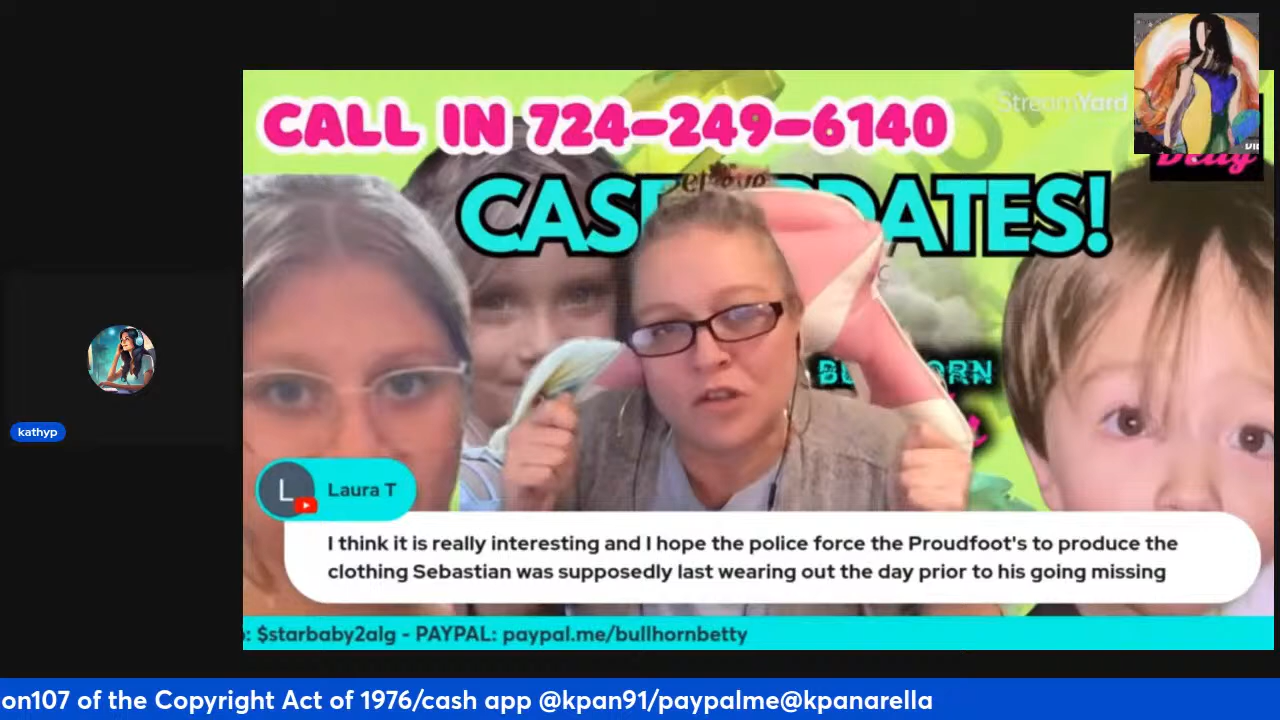 CALL IN 724-249-6140
StreamYard
CAS DATES!
kathyp
L Laura T
I think it is really interesting and I hope the police force the Proudfoot's to produce the
clothing Sebastian was supposedly last wearing out the day prior to his going missing
: $starbaby2alg - PAYPAL: paypal.me/bullhornbetty
on107 of the Copyright Act of 1976/cash app @kpan91/paypalme@kpanarella